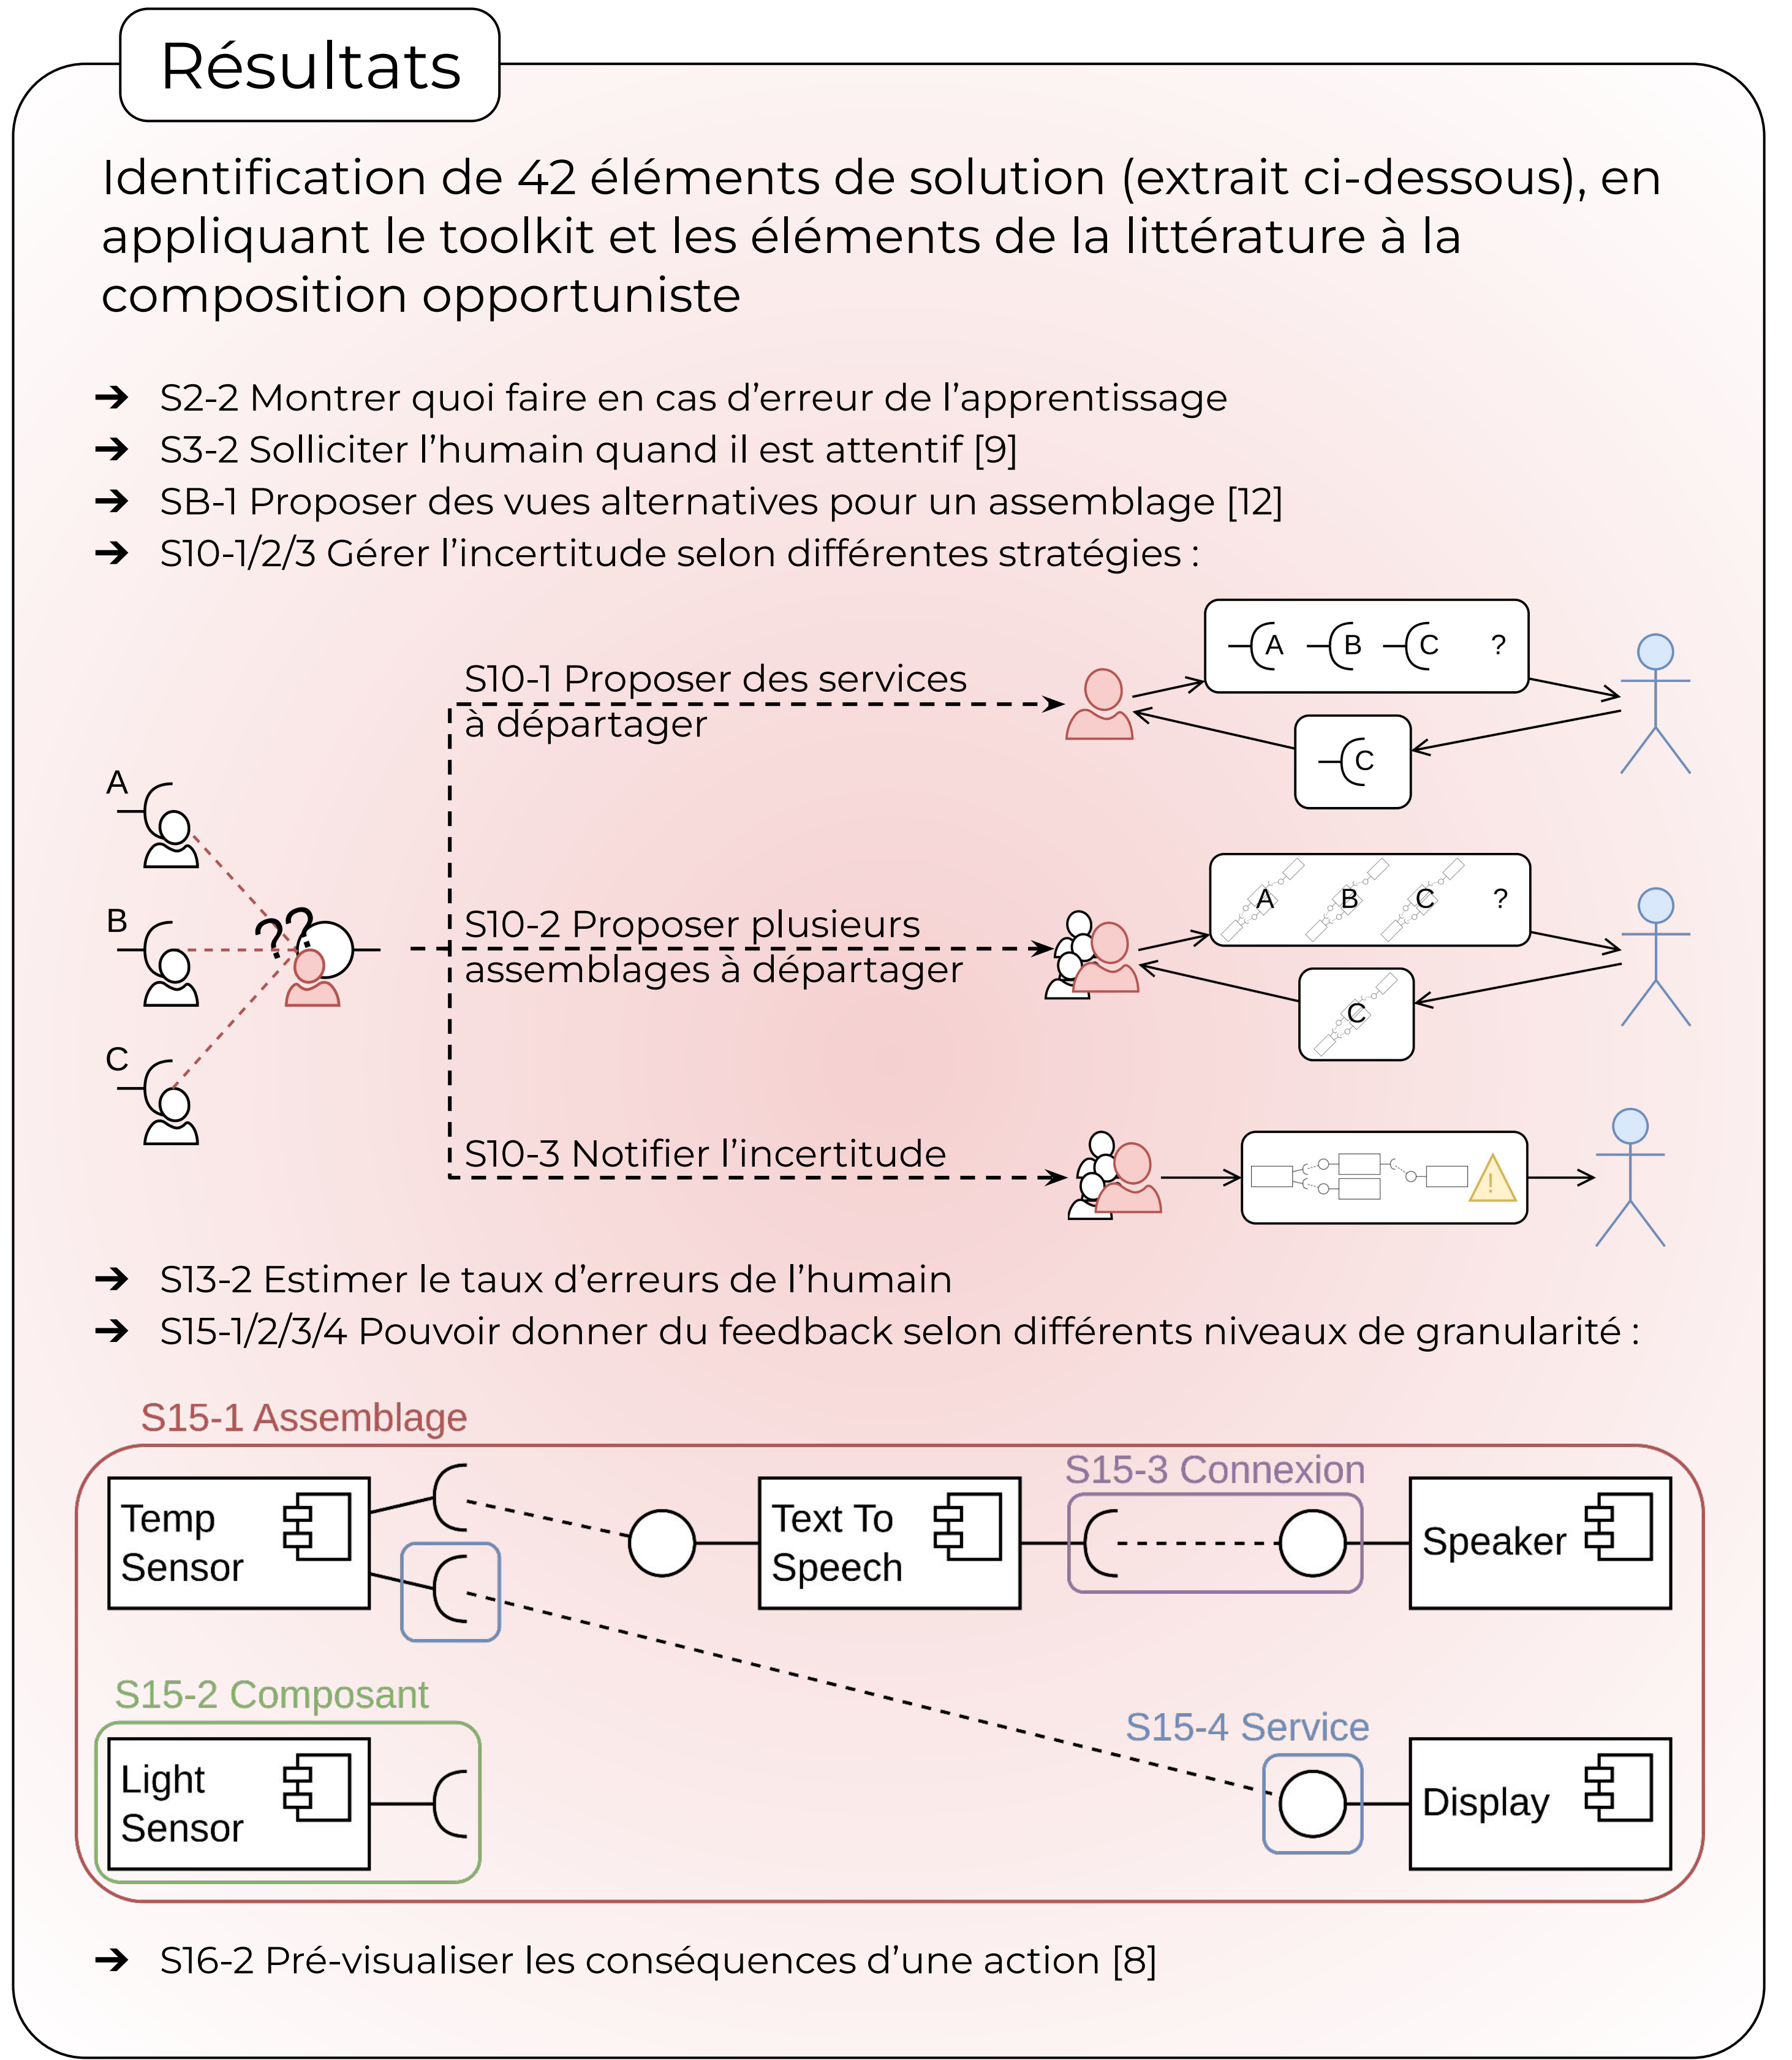 Résultats
Identification de 42 éléments de solution (extrait ci-dessous), en
appliquant le toolkit et les éléments de la littérature à la
composition opportuniste
➔ S2-2 Montrer quoi faire en cas d’erreur de l’apprentissage
➔ S3-2 Solliciter l’humain quand il est attentif [9]
➔ SB-1 Proposer des vues alternatives pour un assemblage [12]
➔ S10-1/2/3 Gérer l’incertitude selon différentes stratégies :
A B C ?
S10-1 Proposer des services
à départager
C
A
B
C
??
A B C ?
S10-2 Proposer plusieurs
assemblages à départager
C
S10-3 Notifier l’incertitude
!
➔ S13-2 Estimer le taux d’erreurs de l’humain
➔ S15-1/2/3/4 Pouvoir donner du feedback selon différents niveaux de granularité :
S15-1 Assemblage
S15-3 Connexion
Temp
Sensor
Text To
Speech
Speaker
S15-2 Composant
S15-4 Service
Light
Sensor
Display
➔ S16-2 Pré-visualiser les conséquences d’une action [8]